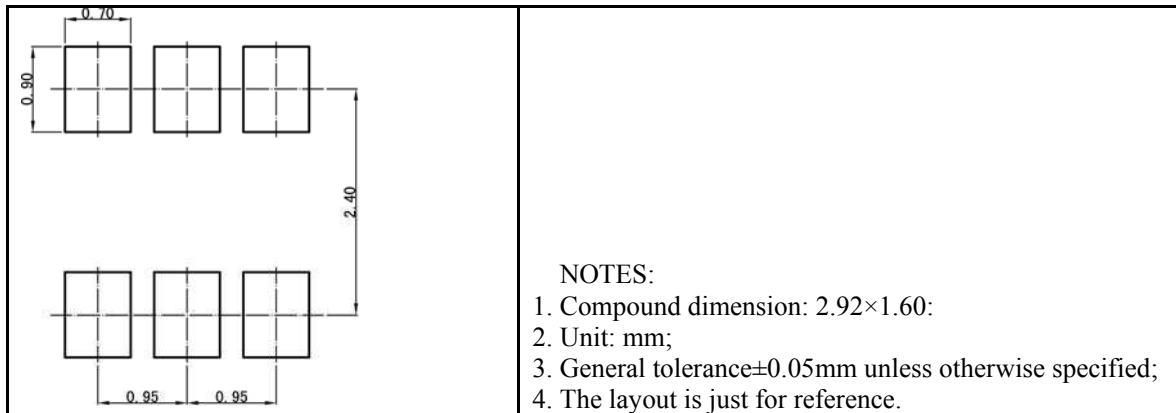 0.70
0.90
2.40
0.95 0.95
NOTES:
1. Compound dimension: 2.92×1.60:
2. Unit: mm;
3. General tolerance±0.05mm unless otherwise specified;
4. The layout is just for reference.